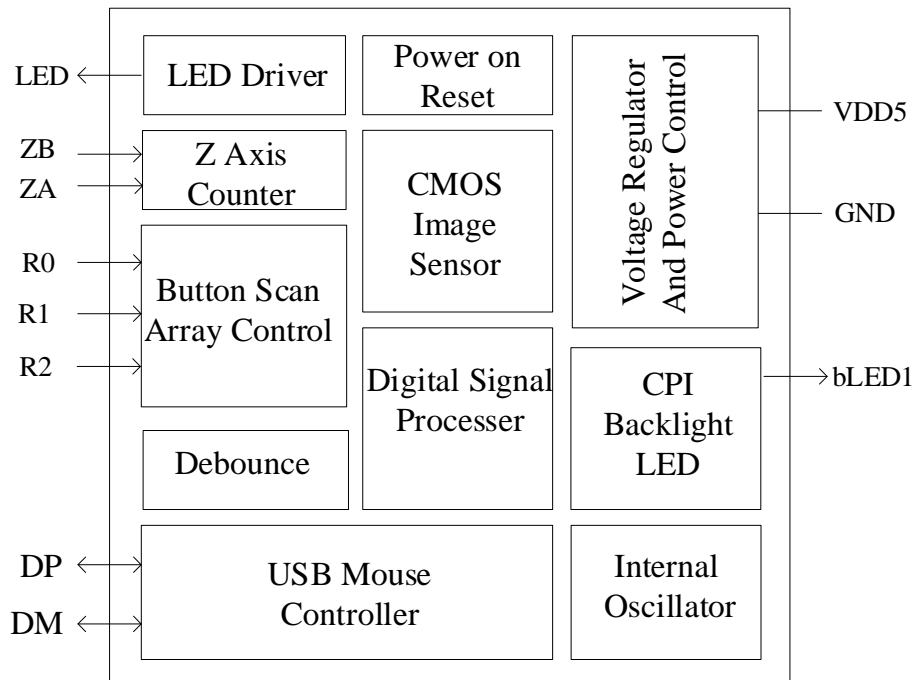 LED
LED Driver
Power on
Reset
Voltage Regulator
And Power Control
VDD5
ZB
ZA
Z Axis
Counter
CMOS
Image
Sensor
GND
R0
R1
R2
Button Scan
Array Control
Digital Signal
Processer
CPI
Backlight
LED
bLED1
Debounce
DP
DM
USB Mouse
Controller
Internal
Oscillator